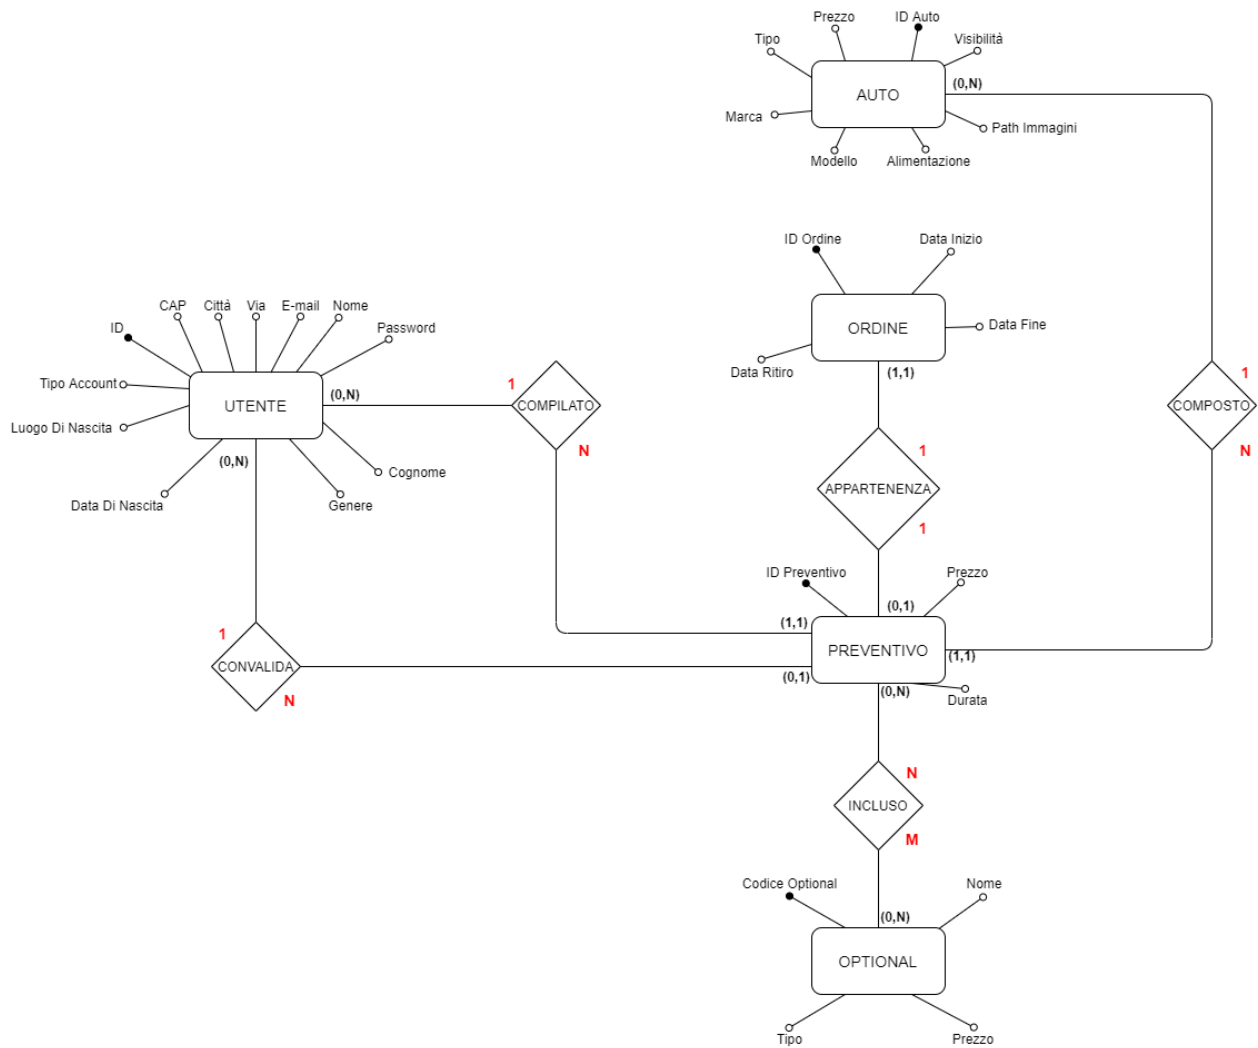 Prezzo
ID Auto
Tipo
Visibilità
(0,N)
AUTO
Marca
Path Immagini
Modello
Alimentazione
ID Ordine
Data Inizio
ORDINE
Data Fine
Data Ritiro
(1,1)
CAP
Città
Via
E-mail
Nome
ID
Password
Tipo Account
(0,N)
UTENTE
Luogo Di Nascita
(0,N)
Cognome
Data Di Nascita
Genere
1
COMPILATO
N
1
COMPOSTO
N
1
APPARTENENZA
1
ID Preventivo
Prezzo
(0,1)
(1,1)
PREVENTIVO
(1,1)
(0,1)
(0,N)
Durata
1
CONVALIDA
N
N
INCLUSO
M
Codice Optional
Nome
(0,N)
OPTIONAL
Tipo
Prezzo